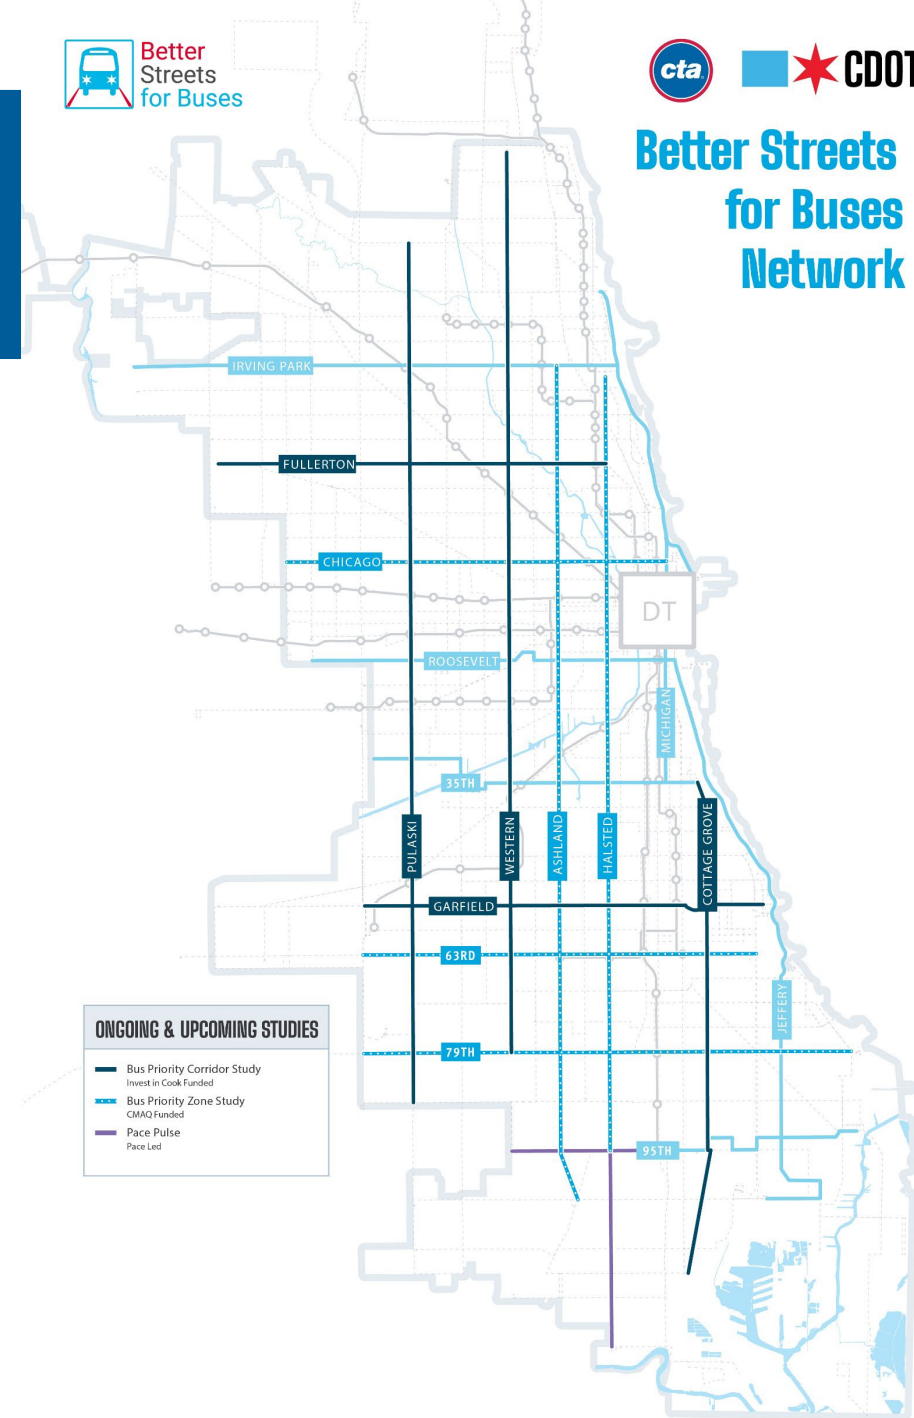 Better
Streets
for Buses
cta
CDOT
Better Streets
for Buses
Network
IRVING PARK
FULLERTON
CHICAGO
DT
ROOSEVELT
MICHIGAN
35TH
PULASKI
WESTERN
ASHLAND
HALSTED
COTTAGE GROVE
GARFIELD
63RD
JEFFERY
79TH
95TH
ONGOING & UPCOMING STUDIES
Bus Priority Corridor Study
Invest in Cook Funded
Bus Priority Zone Study
CMAQ Funded
Pace Pulse
Pace Led